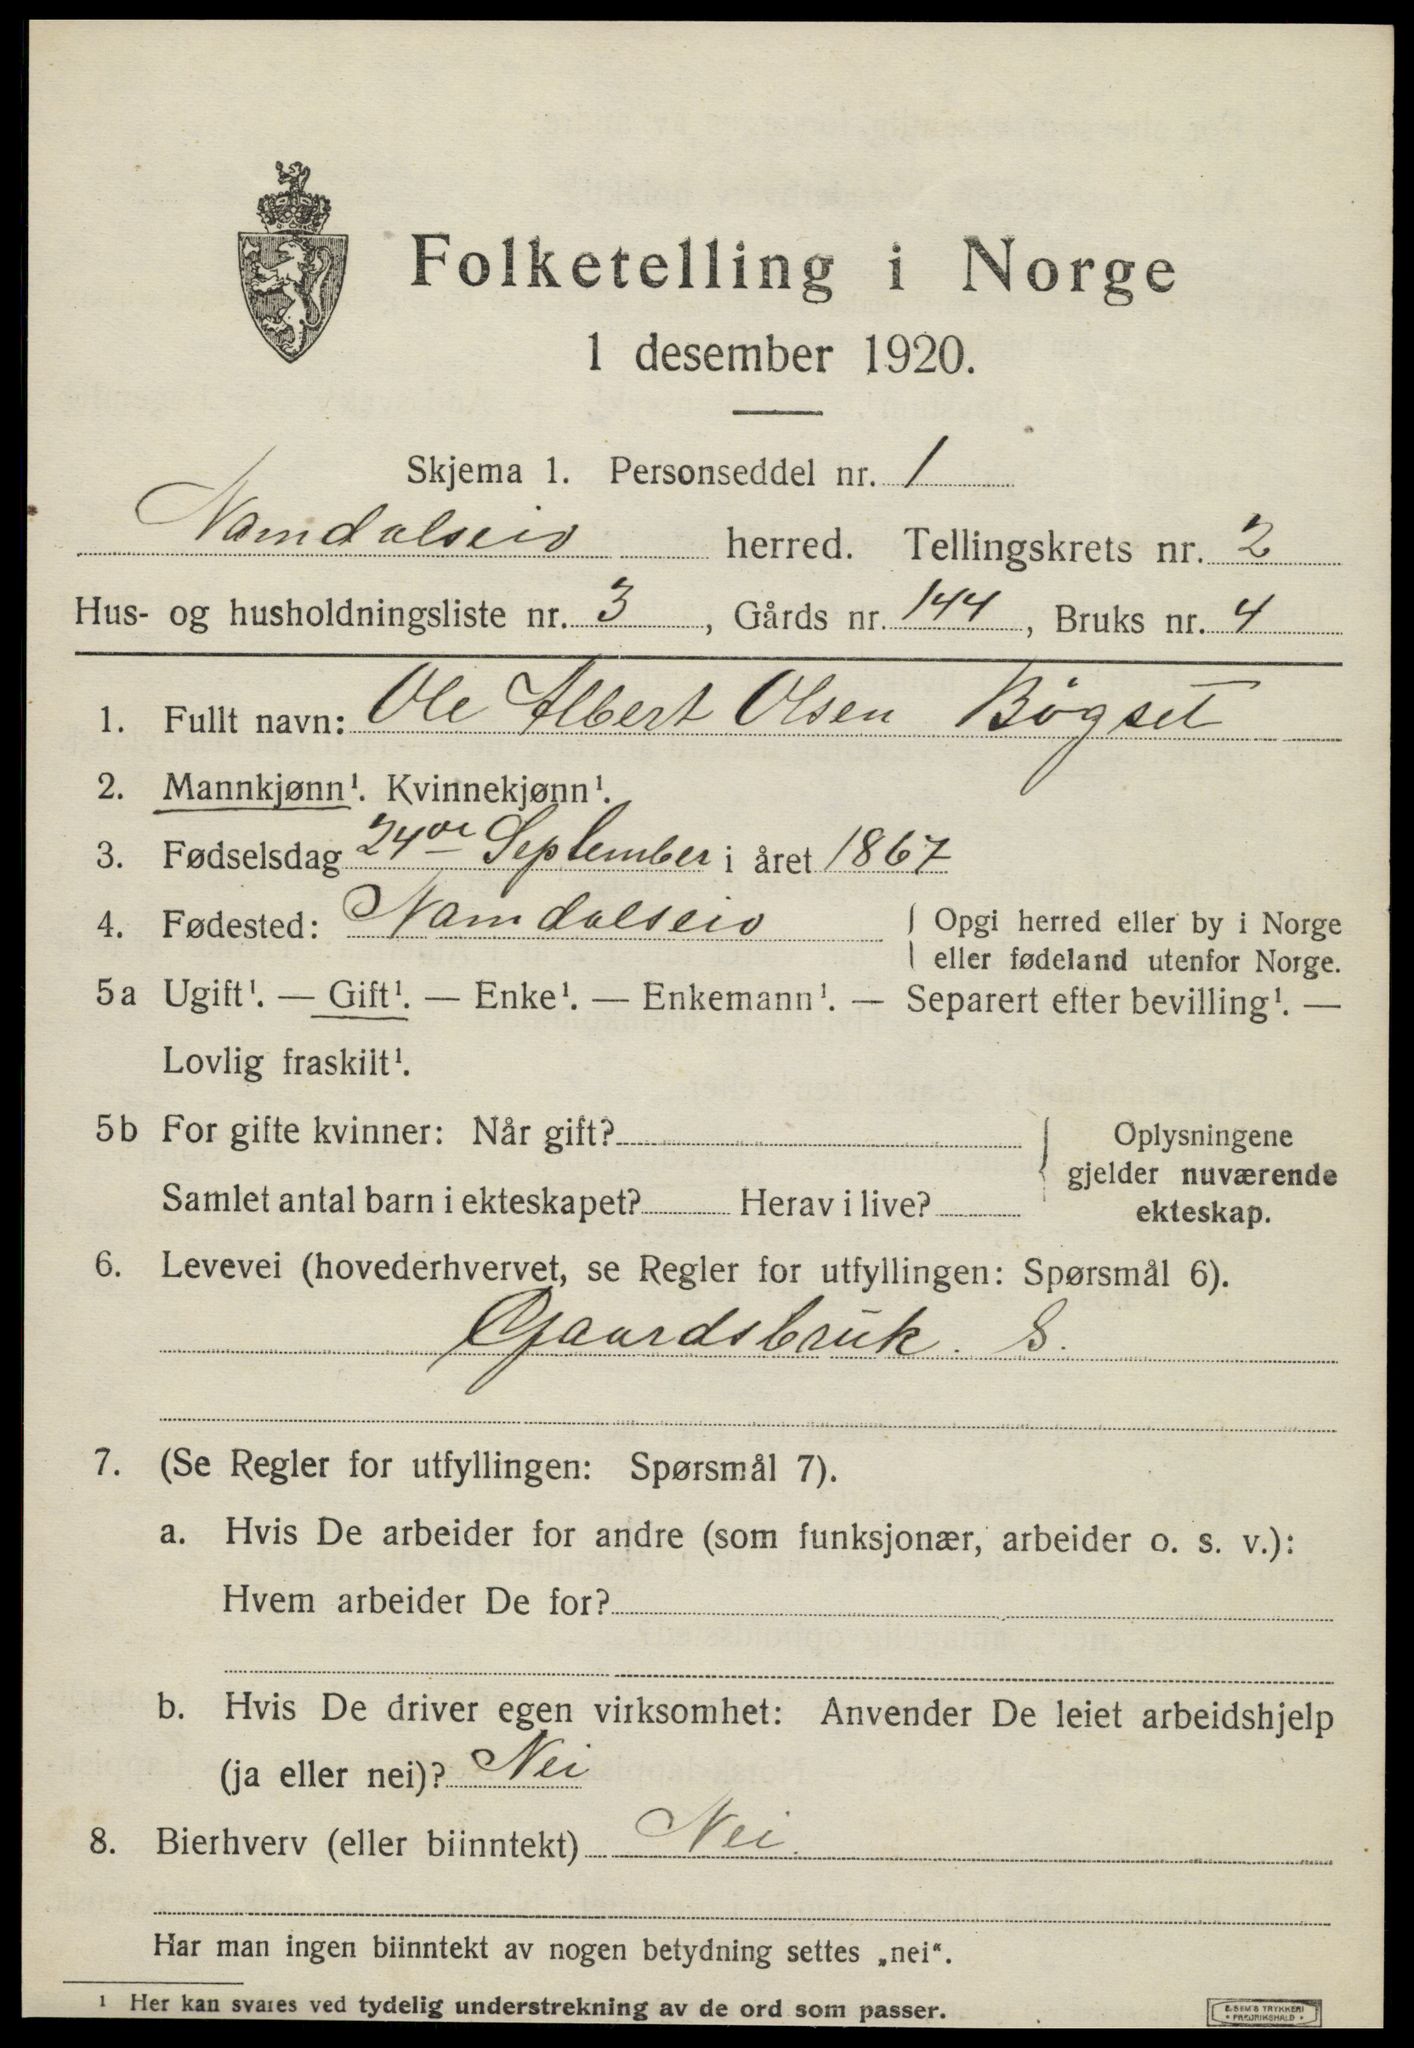 Folketelling i Norge
1 desember 1920.
Skjema 1. Personseddel nr. 1
Namdalseid herred. Tellingskrets nr. 2
Hus- og husholdningsliste nr. 3, Gårds nr. 144, Bruks nr. 4
1. Fullt navn: Ole Albert Olsen Bøgset
2. Mannkjønn¹. Kvinnekjønn¹.
3. Fødselsdag 24de September i året 1867
4. Fødested: Namdalseid { Opgi herred eller by i Norge
eller fødeland utenfor Norge.
5a Ugift¹. — Gift¹. — Enke¹. — Enkemann¹. — Separert efter bevilling¹. —
Lovlig fraskilt¹.
5b For gifte kvinner: Når gift? { Oplysningene
gjelder nuværende
Samlet antal barn i ekteskapet? Herav i live?
ekteskap.
6. Levevei (hovederhvervet, se Regler for utfyllingen: Spørsmål 6).
Gaardsbruk. S.
7. (Se Regler for utfyllingen: Spørsmål 7).
a. Hvis De arbeider for andre (som funksjonær, arbeider o. s. v.):
Hvem arbeider De for?
b. Hvis De driver egen virksomhet: Anvender De leiet arbeidshjelp
(ja eller nei)? Nei
8. Bierhverv (eller biinntekt) Nei.
Har man ingen biinntekt av nogen betydning settes „nei“.
¹ Her kan svares ved tydelig understrekning av de ord som passer.
E. SEM'S TRYKKERI
• FREDRIKSHALD •